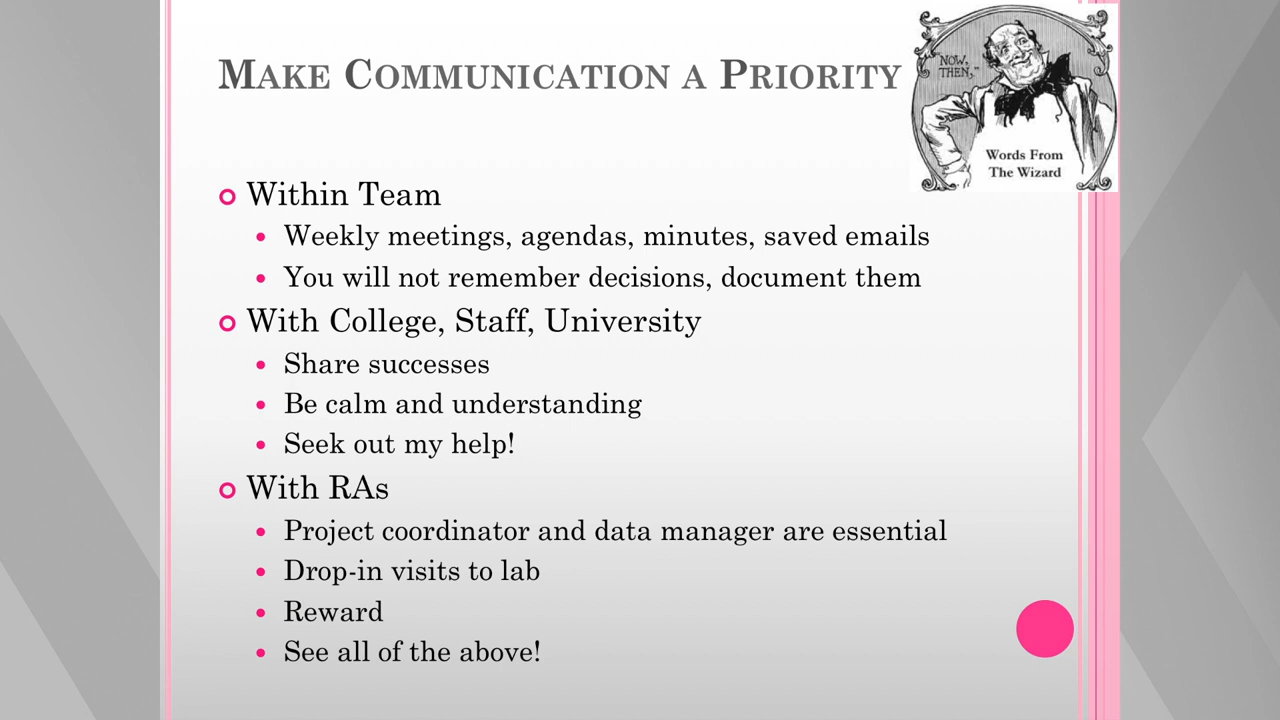 Make Communication a Priority
"NOW,
THEN,"
Words From
The Wizard
Within Team
Weekly meetings, agendas, minutes, saved emails
You will not remember decisions, document them
With College, Staff, University
Share successes
Be calm and understanding
Seek out my help!
With RAs
Project coordinator and data manager are essential
Drop-in visits to lab
Reward
See all of the above!